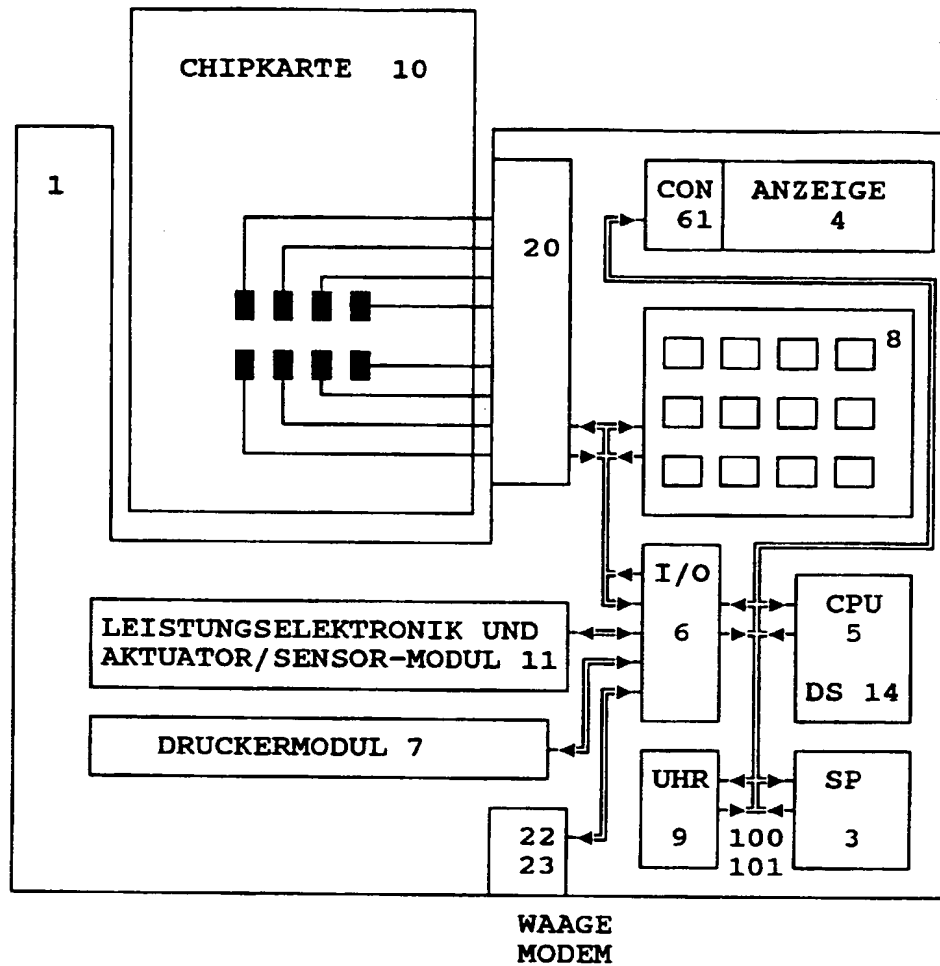 CHIPKARTE 10
1
20
CON
61
ANZEIGE
4
8
I/O
6
CPU
5
DS 14
LEISTUNGSELEKTRONIK UND
AKTUATOR/SENSOR-MODUL 11
DRUCKERMODUL 7
UHR
9
100
101
SP
3
22
23
WAAGE
MODEM